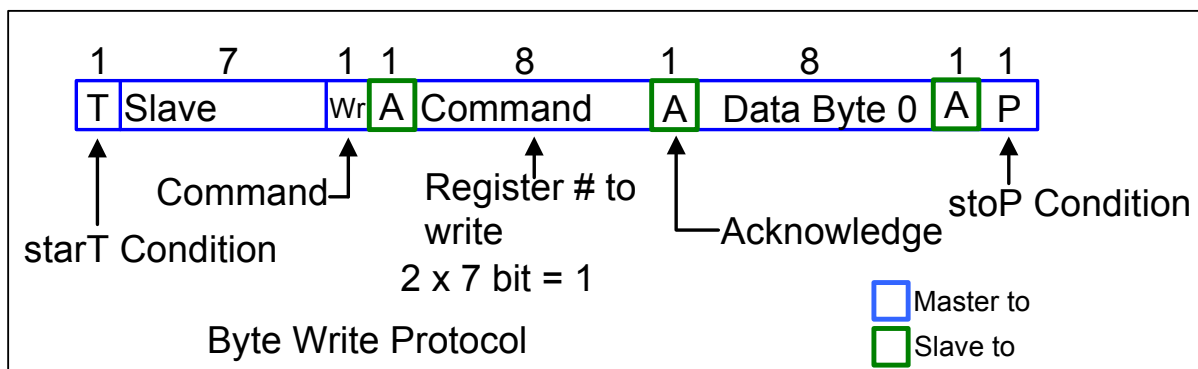 1 7 1 1 8 1 8 1 1
T Slave Wr A Command A Data Byte 0 A P
Command
Register # to
write
2 x 7 bit = 1
Acknowledge
stoP Condition
starT Condition
Byte Write Protocol
Master to
Slave to